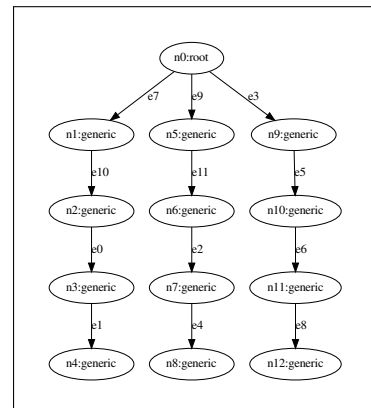 n0:root
e7 e9 e3
n1:generic n5:generic n9:generic
e10 e11 e5
n2:generic n6:generic n10:generic
e0 e2 e6
n3:generic n7:generic n11:generic
e1 e4 e8
n4:generic n8:generic n12:generic